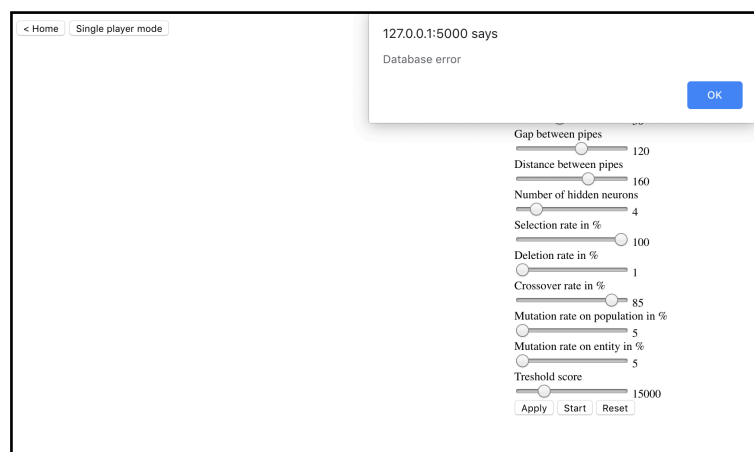 < Home Single player mode
127.0.0.1:5000 says
Database error
OK
Gap between pipes
120
Distance between pipes
160
Number of hidden neurons
4
Selection rate in %
100
Deletion rate in %
1
Crossover rate in %
85
Mutation rate on population in %
5
Mutation rate on entity in %
5
Treshold score
15000
Apply Start Reset